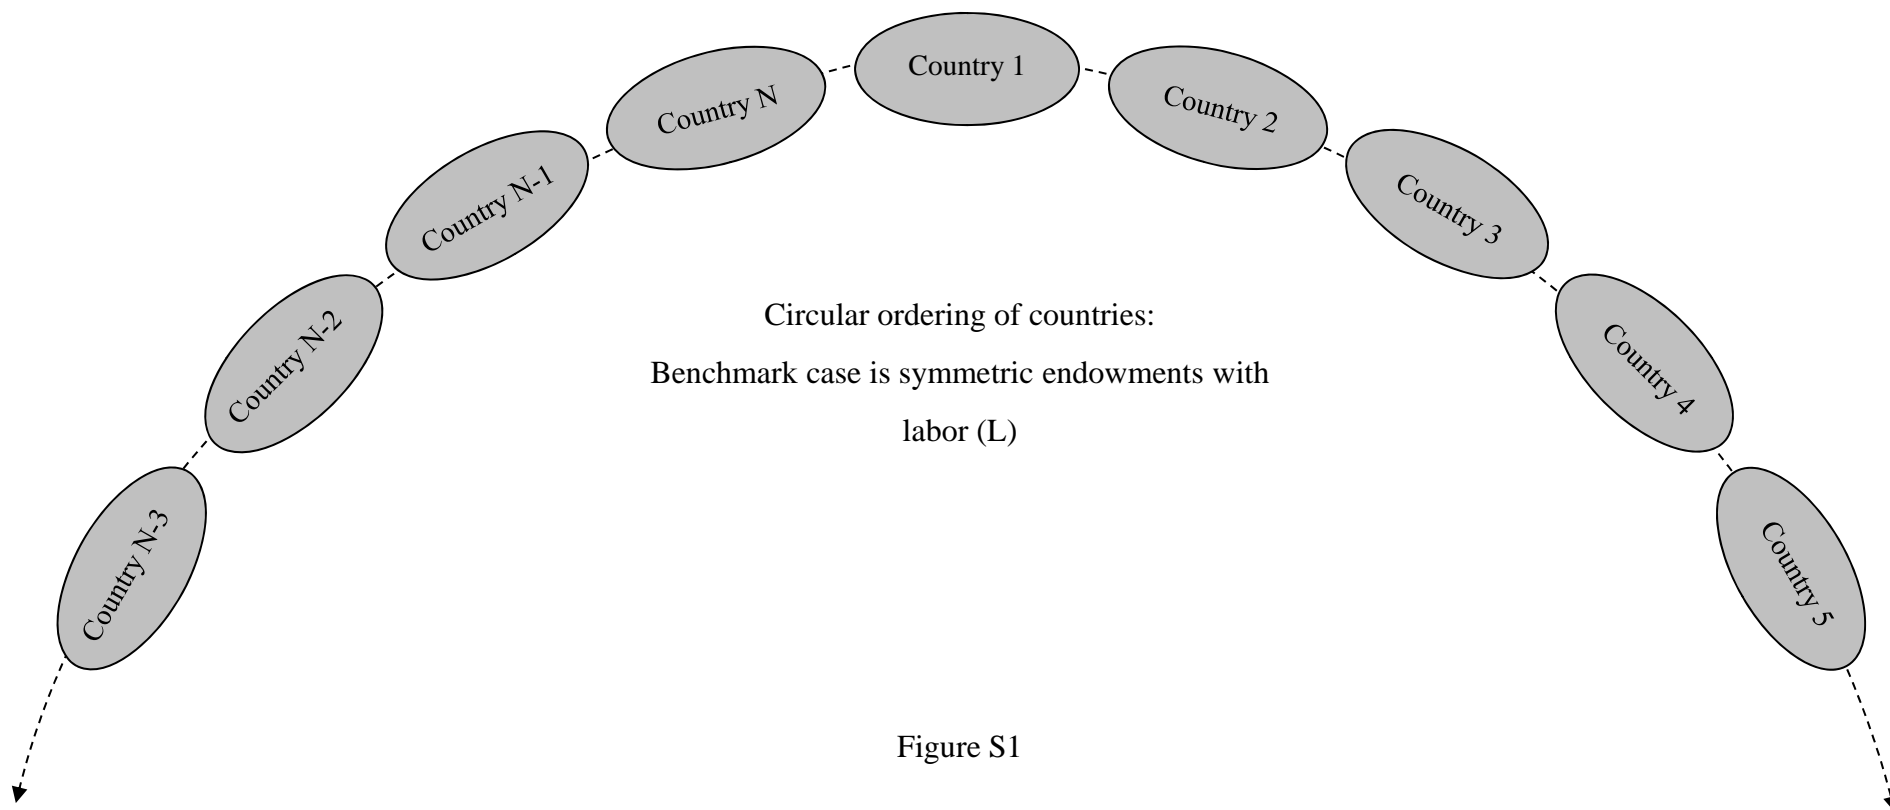 Country 1
Country N
Country 2
Country N-1
Country 3
Country N-2
Country 4
Country N-3
Country 5
Circular ordering of countries:
Benchmark case is symmetric endowments with
labor (L)
Figure S1